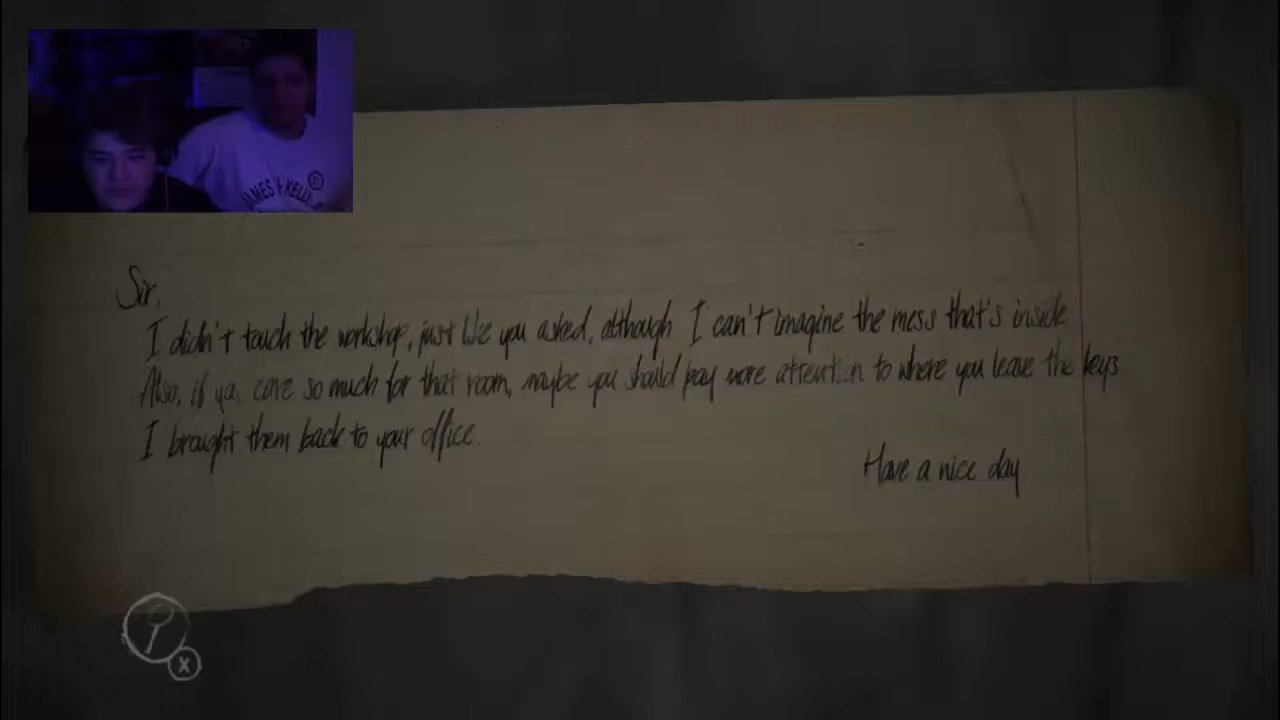 JAMES & KELLY
Sir,
I didn't touch the workshop, just like you asked, although I can't imagine the mess that's inside
Also, if you care so much for that room, maybe you should pay more attention to where you leave the keys
I brought them back to your office.
Have a nice day
X